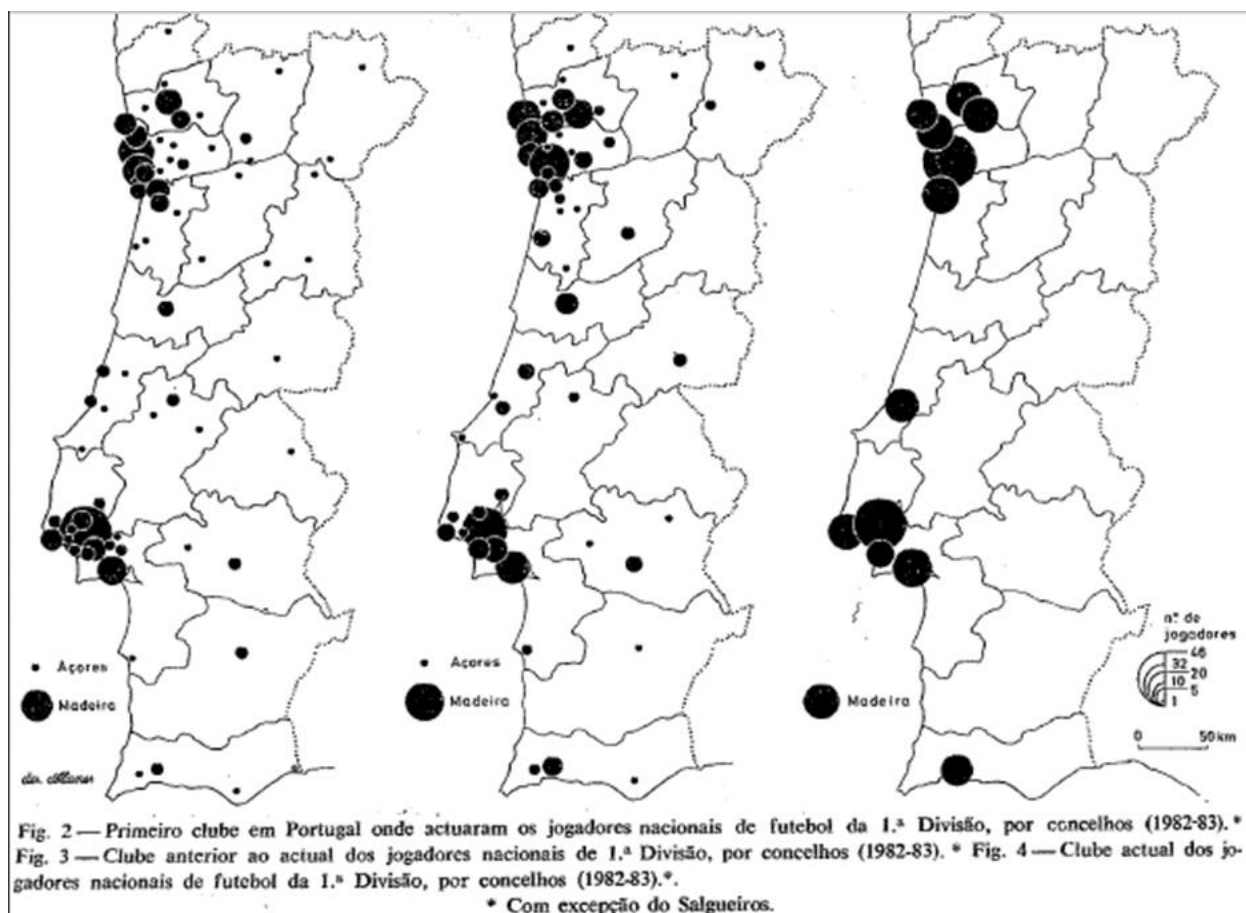 Açores
Madeira
Açores
Madeira
Madeira
nº de
jogadores
46
32
20
10
5
1
0 50 km
Fig. 2 — Primeiro clube em Portugal onde actuaram os jogadores nacionais de futebol da 1.ª Divisão, por concelhos (1982-83). *
Fig. 3 — Clube anterior ao actual dos jogadores nacionais de 1.ª Divisão, por concelhos (1982-83). * Fig. 4 — Clube actual dos jo-
gadores nacionais de futebol da 1.ª Divisão, por concelhos (1982-83).*.
* Com excepção do Salgueiros.